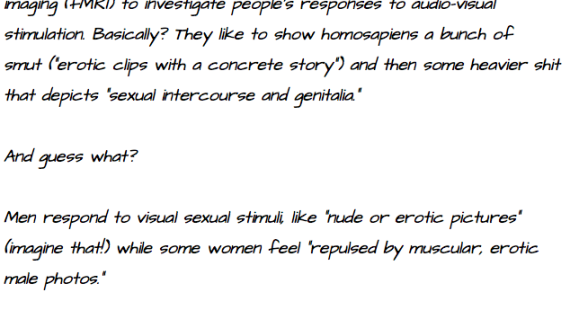 imaging (fMRI) to investigate people's responses to audio-visual
stimulation. Basically? They like to show homosapiens a bunch of
smut ("erotic clips with a concrete story") and then some heavier shit
that depicts "sexual intercourse and genitalia."
And guess what?
Men respond to visual sexual stimuli, like "nude or erotic pictures"
(imagine that!) while some women feel "repulsed by muscular, erotic
male photos."